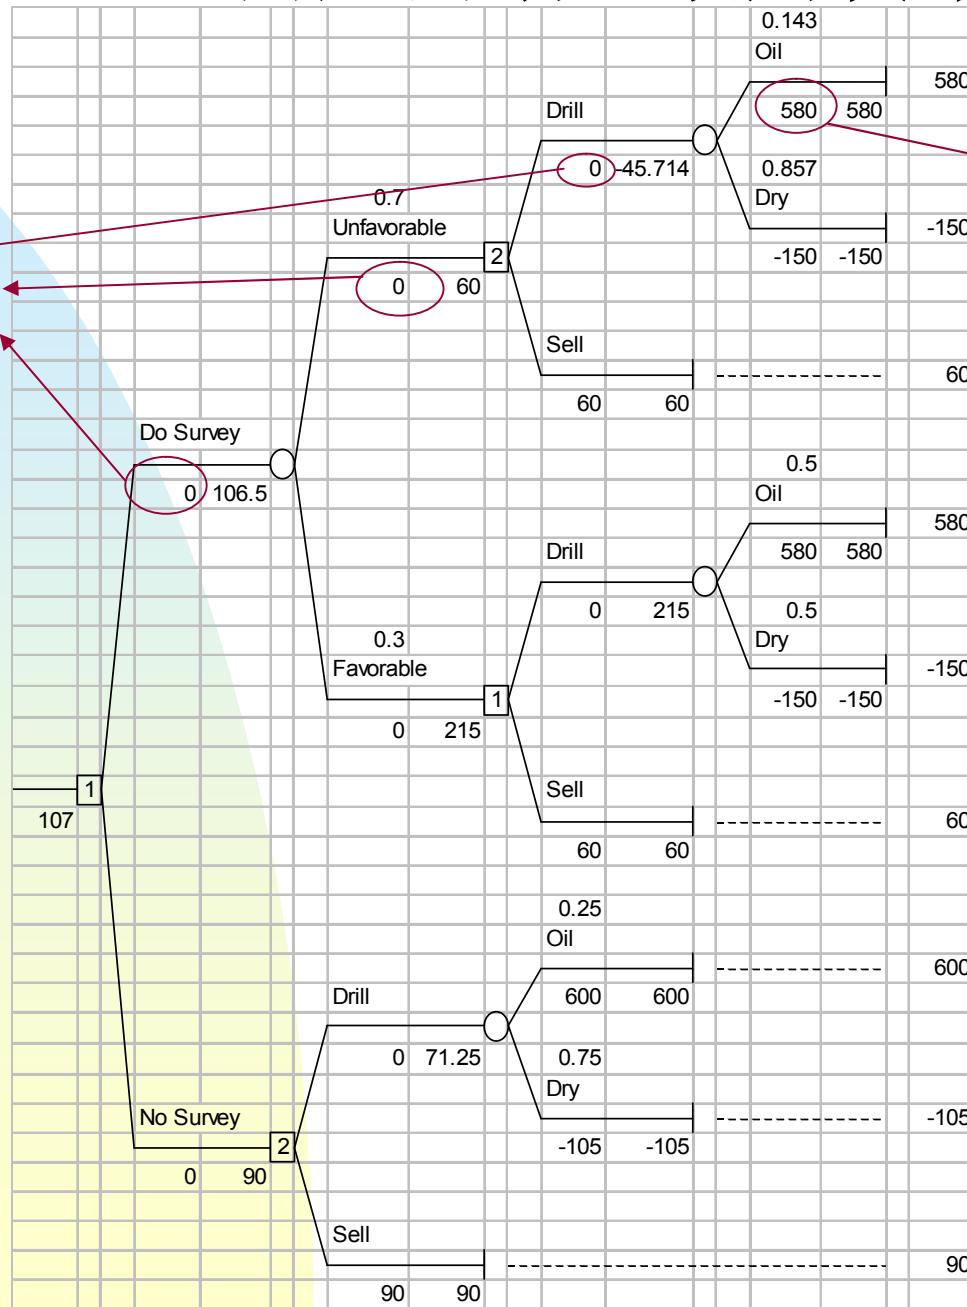 0.143
Oil
580
Drill
580 580
0 -45.714
0.857
0.7
Dry
Unfavorable
-150
2
-150 -150
0 60
Sell
60
60 60
Do Survey
0.5
0 106.5
Oil
580
Drill
580 580
0 215
0.5
0.3
Dry
Favorable
-150
1
-150 -150
0 215
1
Sell
107
60
60 60
0.25
Oil
600
Drill
600 600
0 71.25
0.75
Dry
No Survey
-105
2
-105 -105
0 90
Sell
90
90 90